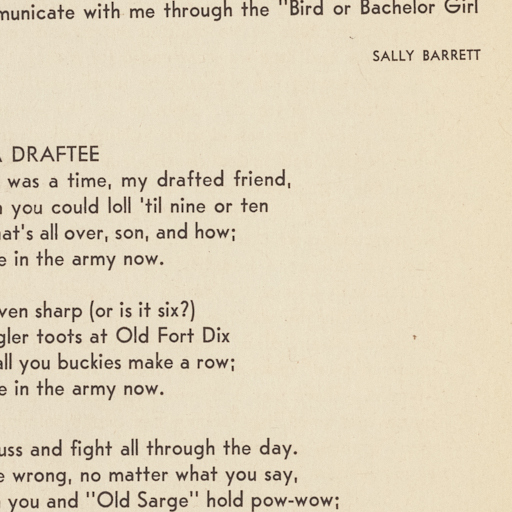 municate with me through the "Bird or Bachelor Girl
SALLY BARRETT
A DRAFTEE
was a time, my drafted friend,
you could loll 'til nine or ten
at's all over, son, and how;
e in the army now.
ven sharp (or is it six?)
gler toots at Old Fort Dix
all you buckies make a row;
e in the army now.
uss and fight all through the day.
e wrong, no matter what you say,
you and "Old Sarge" hold pow-wow;